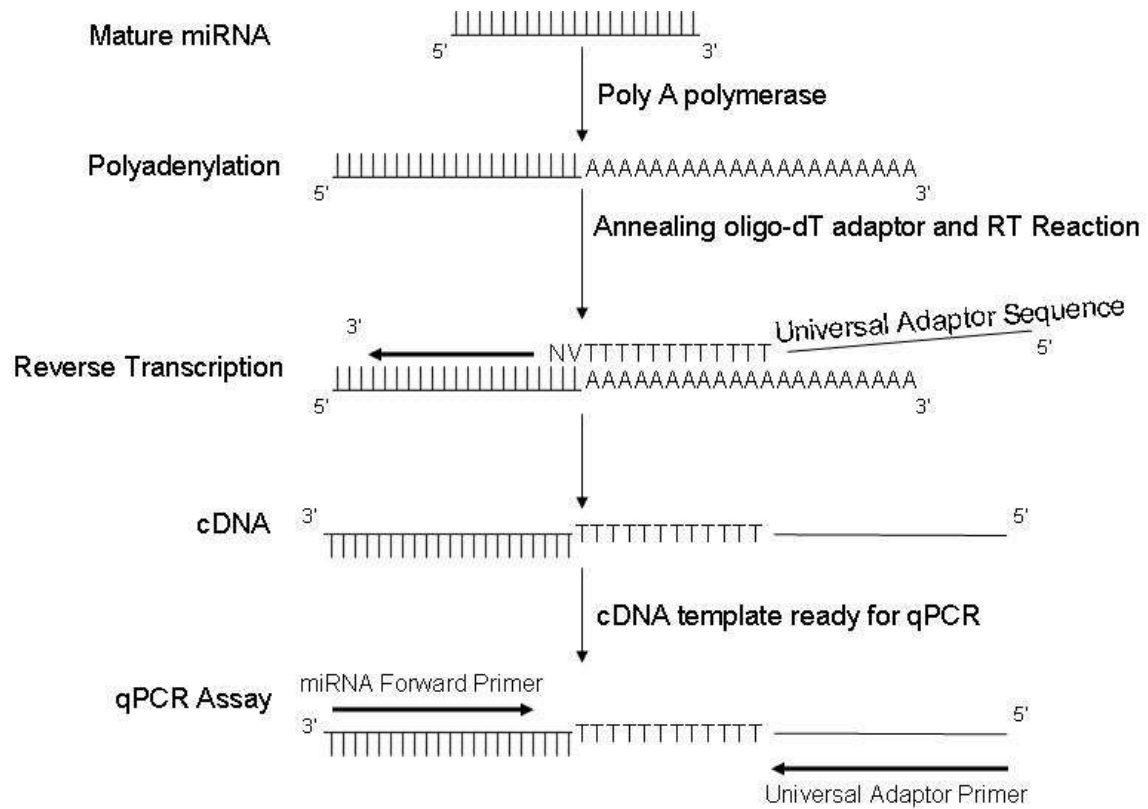 Mature miRNA
5'
3'
Poly A polymerase
Polyadenylation
AAAAAAAAAAAAAAAAAAAAA
5'
3'
Annealing oligo-dT adaptor and RT Reaction
Universal Adaptor Sequence
3'
5'
NVTTTTTTTTTTTT
Reverse Transcription
AAAAAAAAAAAAAAAAAAAAA
5'
3'
3'
5'
cDNA
TTTTTTTTTTTT
cDNA template ready for qPCR
miRNA Forward Primer
qPCR Assay
3'
5'
TTTTTTTTTTTT
Universal Adaptor Primer